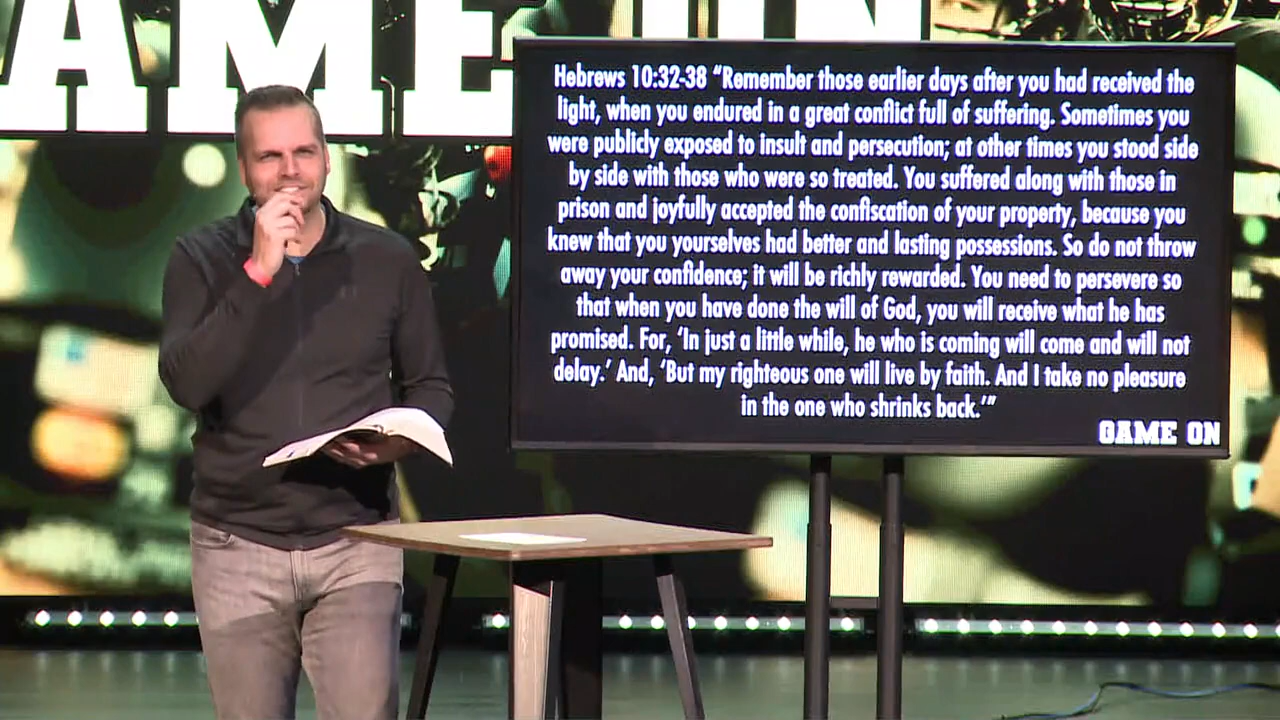 AME ON
Hebrews 10:32-38 “Remember those earlier days after you had received the
light, when you endured in a great conflict full of suffering. Sometimes you
were publicly exposed to insult and persecution; at other times you stood side
by side with those who were so treated. You suffered along with those in
prison and joyfully accepted the confiscation of your property, because you
knew that you yourselves had better and lasting possessions. So do not throw
away your confidence; it will be richly rewarded. You need to persevere so
that when you have done the will of God, you will receive what he has
promised. For, ‘In just a little while, he who is coming will come and will not
delay.’ And, ‘But my righteous one will live by faith. And I take no pleasure
in the one who shrinks back.’”
GAME ON